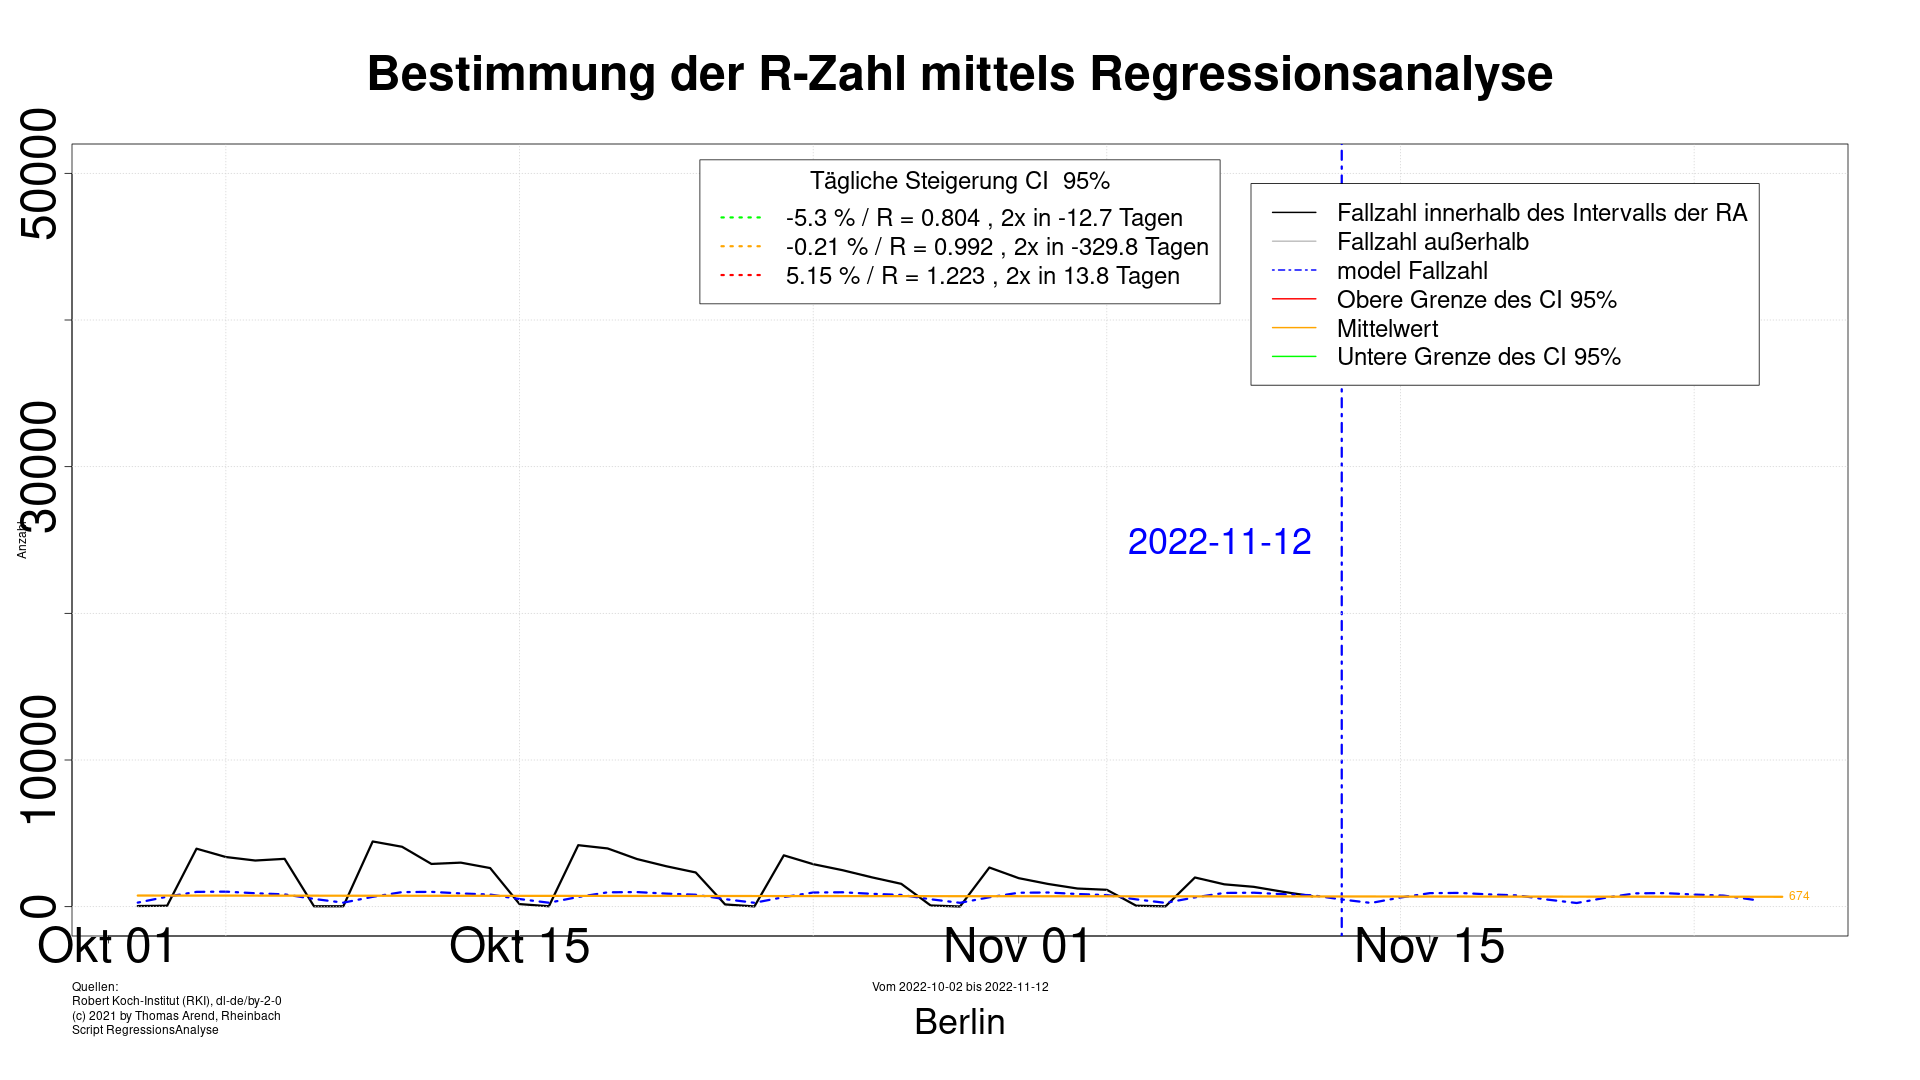 Bestimmung der R-Zahl mittels Regressionsanalyse
50000
30000
10000
0
Anzahl
Tägliche Steigerung CI  95%
-5.3 % / R = 0.804 , 2x in -12.7 Tagen
-0.21 % / R = 0.992 , 2x in -329.8 Tagen
5.15 % / R = 1.223 , 2x in 13.8 Tagen
Fallzahl innerhalb des Intervalls der RA
Fallzahl außerhalb
model Fallzahl
Obere Grenze des CI 95%
Mittelwert
Untere Grenze des CI 95%
2022-11-12
674
Okt 01 Okt 15 Nov 01 Nov 15
Quellen:
Robert Koch-Institut (RKI), dl-de/by-2-0
(c) 2021 by Thomas Arend, Rheinbach
Script RegressionsAnalyse
Vom 2022-10-02 bis 2022-11-12
Berlin